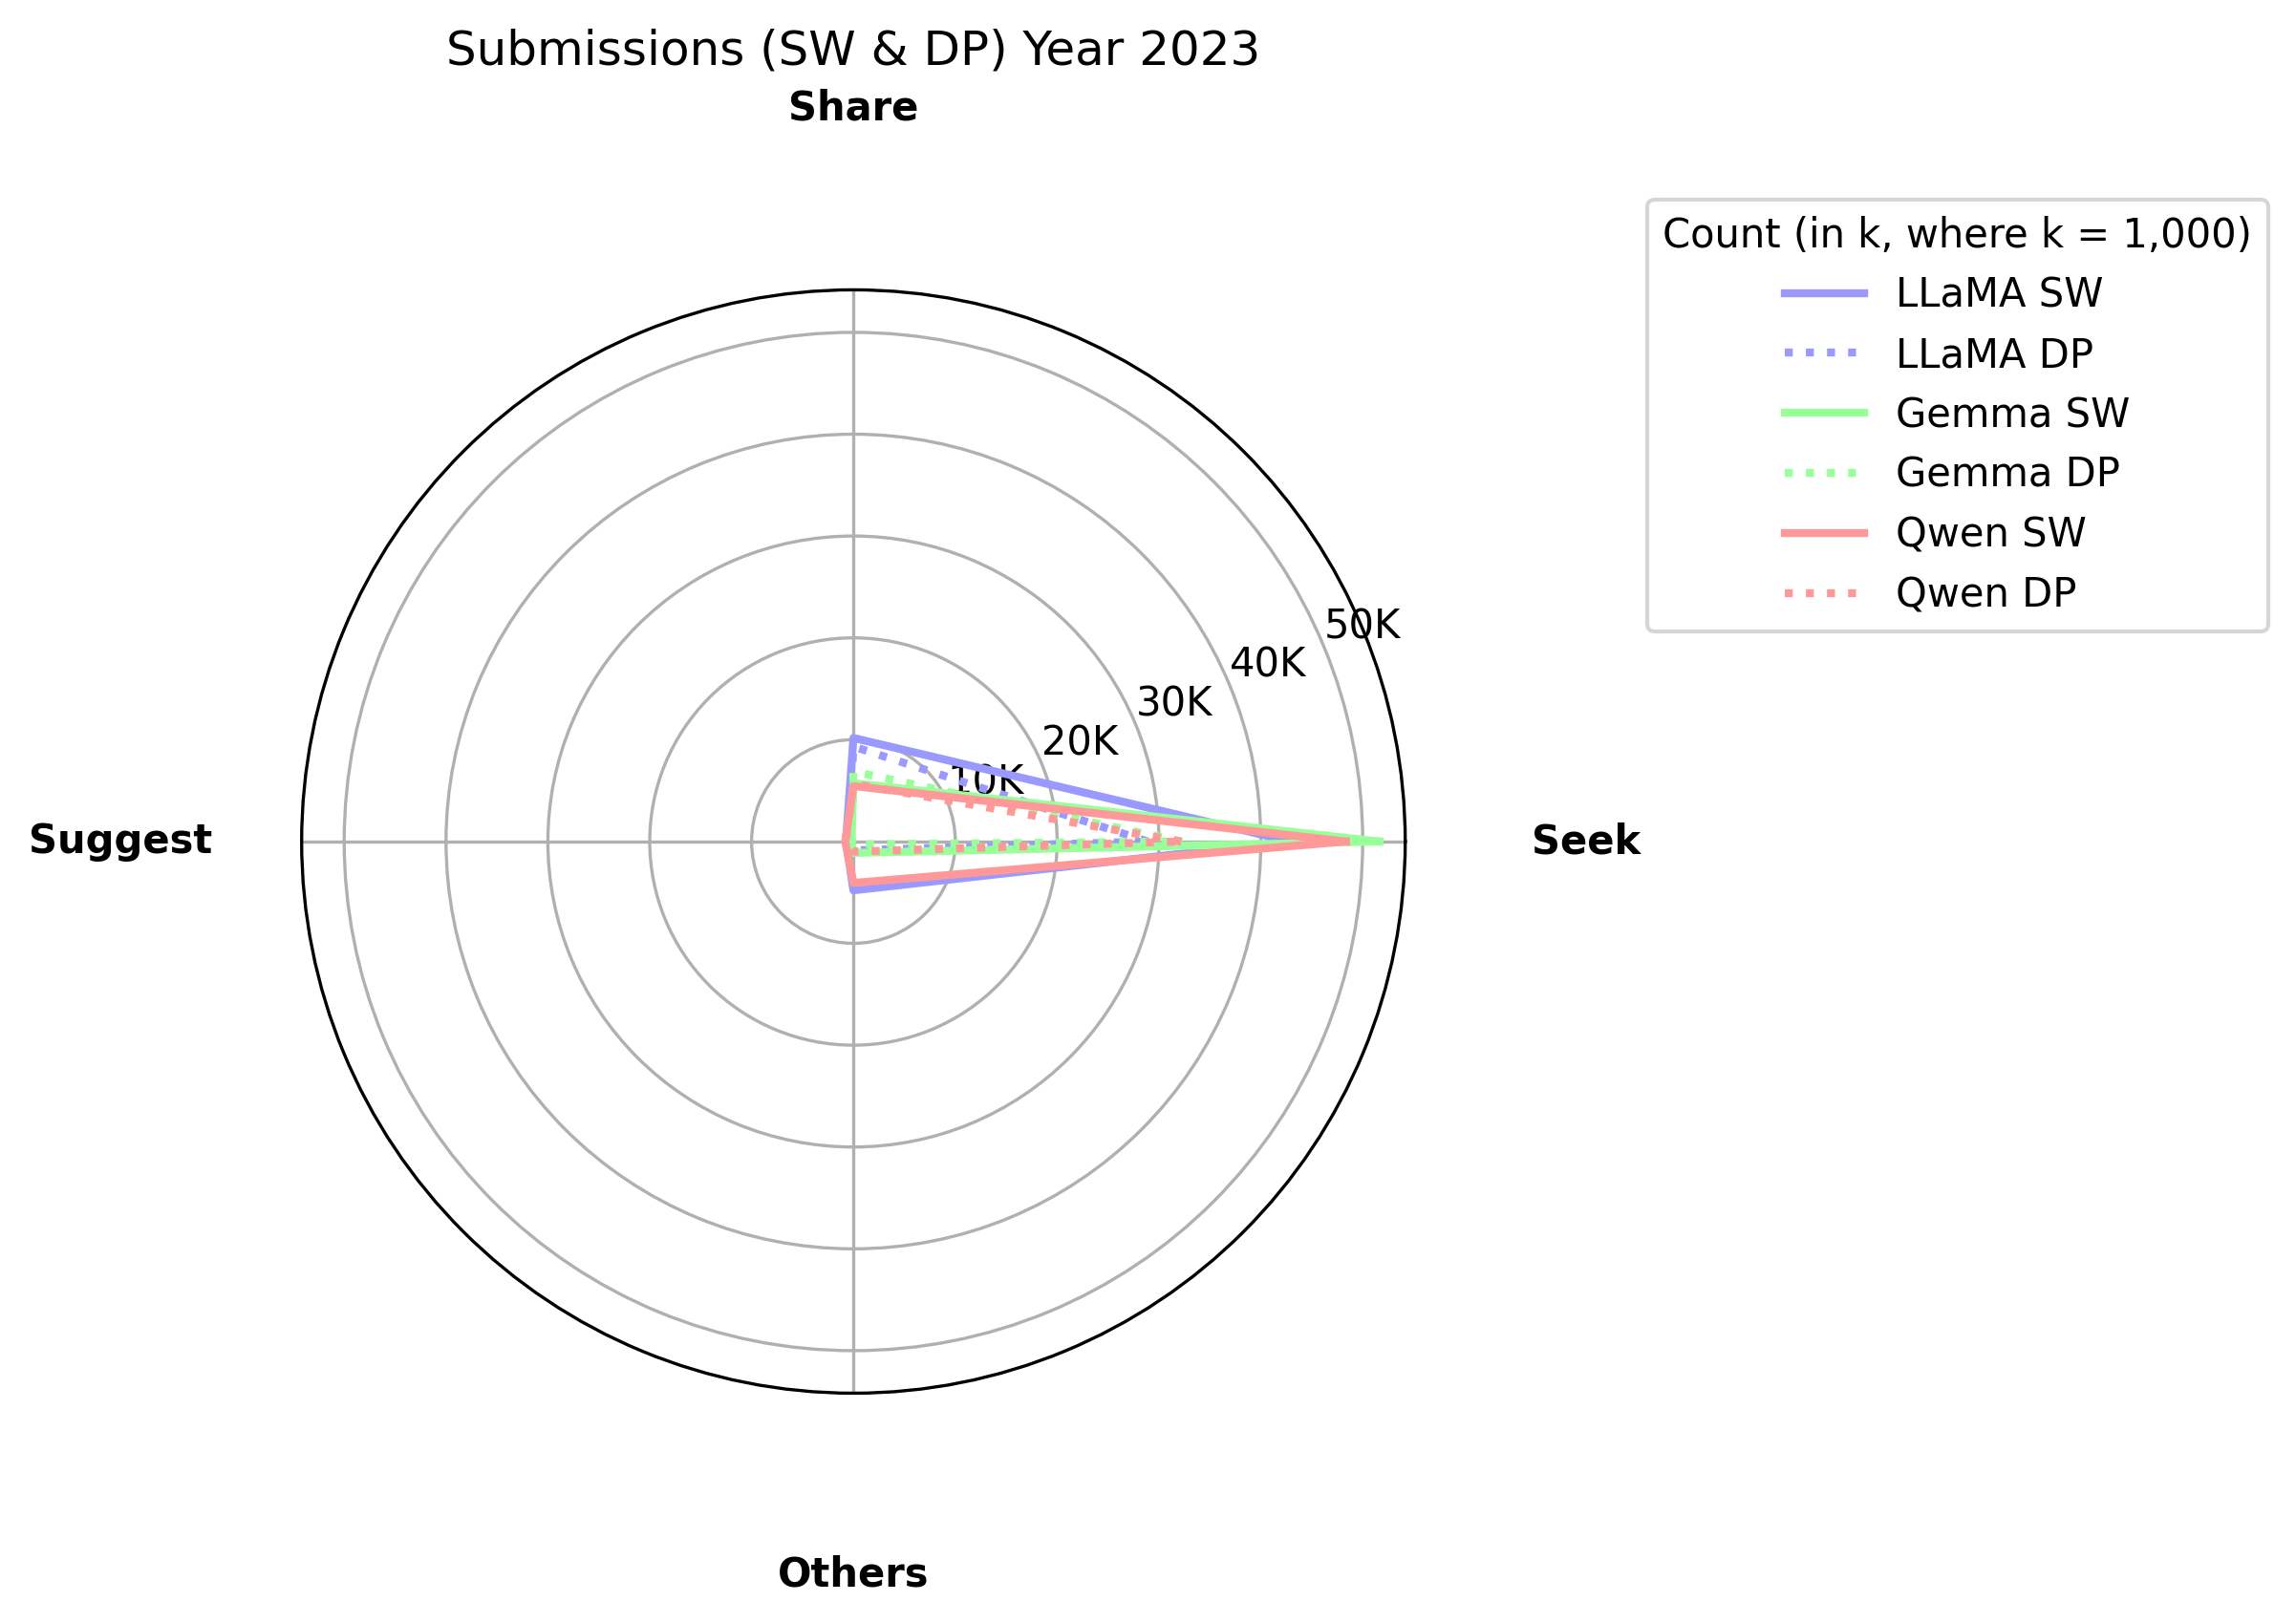 Submissions (SW & DP) Year 2023
Share
Count (in k, where k = 1,000)
LLaMA SW
LLaMA DP
Gemma SW
Gemma DP
Qwen SW
Qwen DP
50K
40K
30K
20K
10K
Suggest
Seek
Others